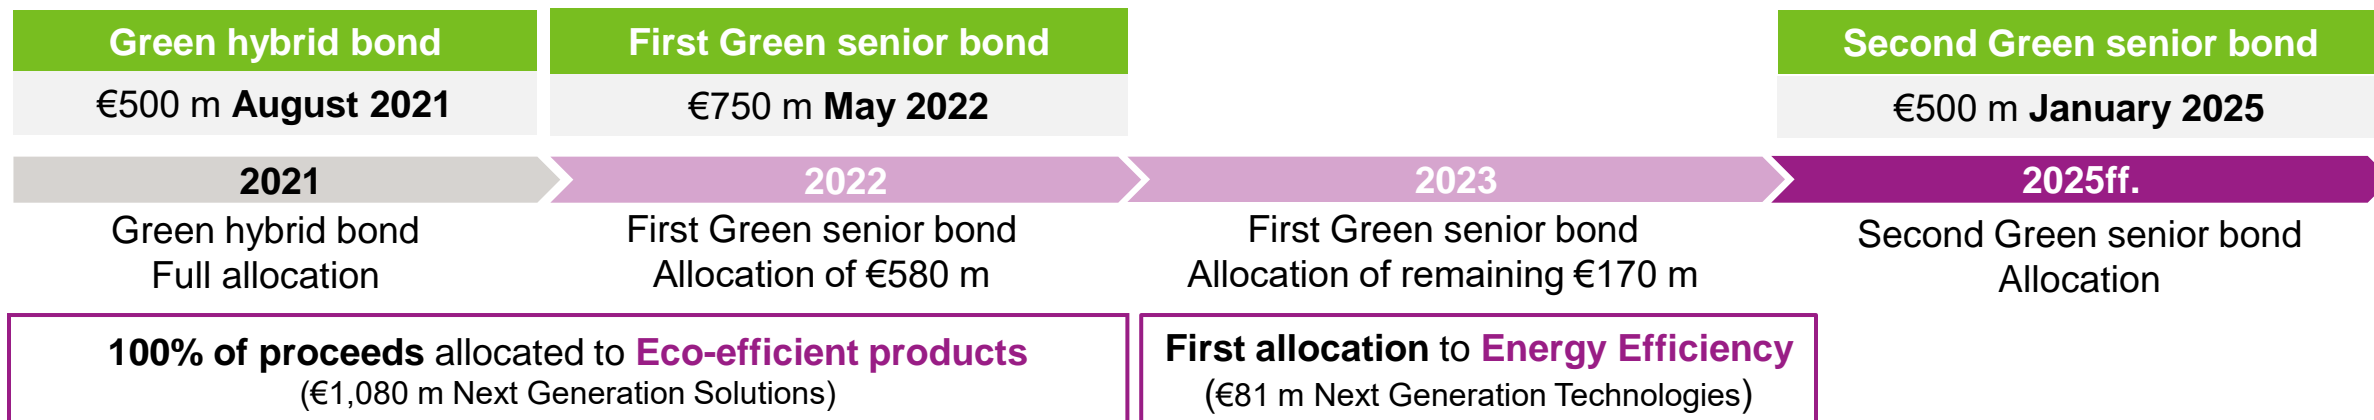 Green hybrid bond
€500 m August 2021
First Green senior bond
€750 m May 2022
Second Green senior bond
€500 m January 2025
2021
2022
2023
2025ff.
Green hybrid bond
Full allocation
First Green senior bond
Allocation of €580 m
First Green senior bond
Allocation of remaining €170 m
Second Green senior bond
Allocation
100% of proceeds allocated to Eco-efficient products
(€1,080 m Next Generation Solutions)
First allocation to Energy Efficiency
(€81 m Next Generation Technologies)